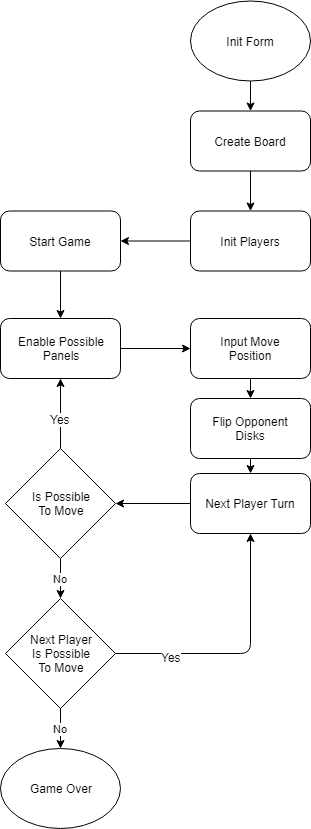 Init Form
Create Board
Init Players
Start Game
Enable Possible
Panels
Input Move
Position
Flip Opponent
Disks
Next Player Turn
Is Possible
To Move
Yes
No
Next Player
Is Possible
To Move
Yes
No
Game Over